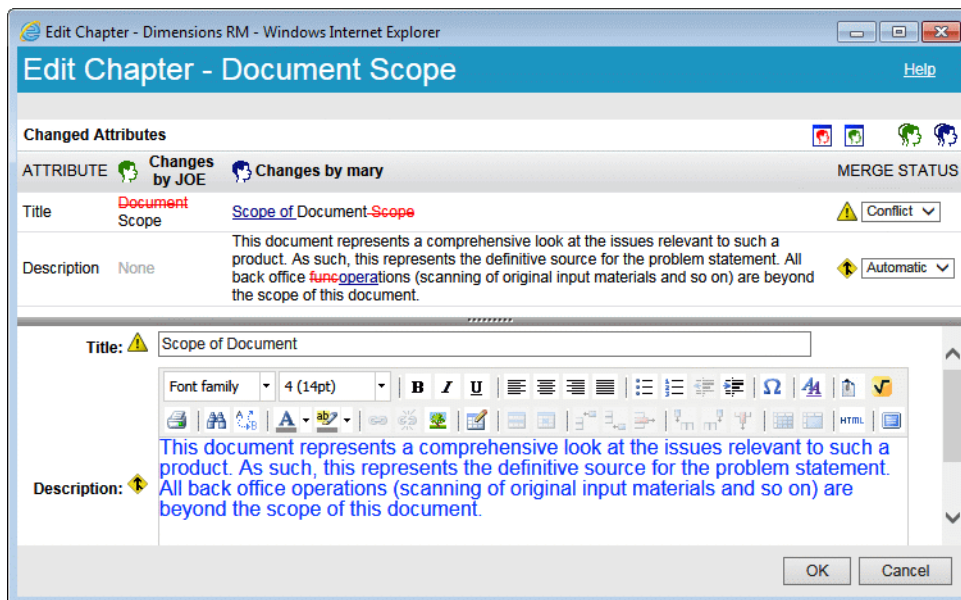 Edit Chapter - Dimensions RM - Windows Internet Explorer
Edit Chapter - Document Scope
Help
Changed Attributes
ATTRIBUTE
Changes
by JOE
Changes by mary
MERGE STATUS
Title
Document
Scope
Scope of Document Scope
Conflict
Description
None
This document represents a comprehensive look at the issues relevant to such a
product. As such, this represents the definitive source for the problem statement. All
back office funcoperations (scanning of original input materials and so on) are beyond
the scope of this document.
Automatic
Title:
Scope of Document
Font family
4 (14pt)
B I U
Ω
HTML
Description:
This document represents a comprehensive look at the issues relevant to such a
product. As such, this represents the definitive source for the problem statement.
All back office operations (scanning of original input materials and so on) are
beyond the scope of this document.
OK
Cancel